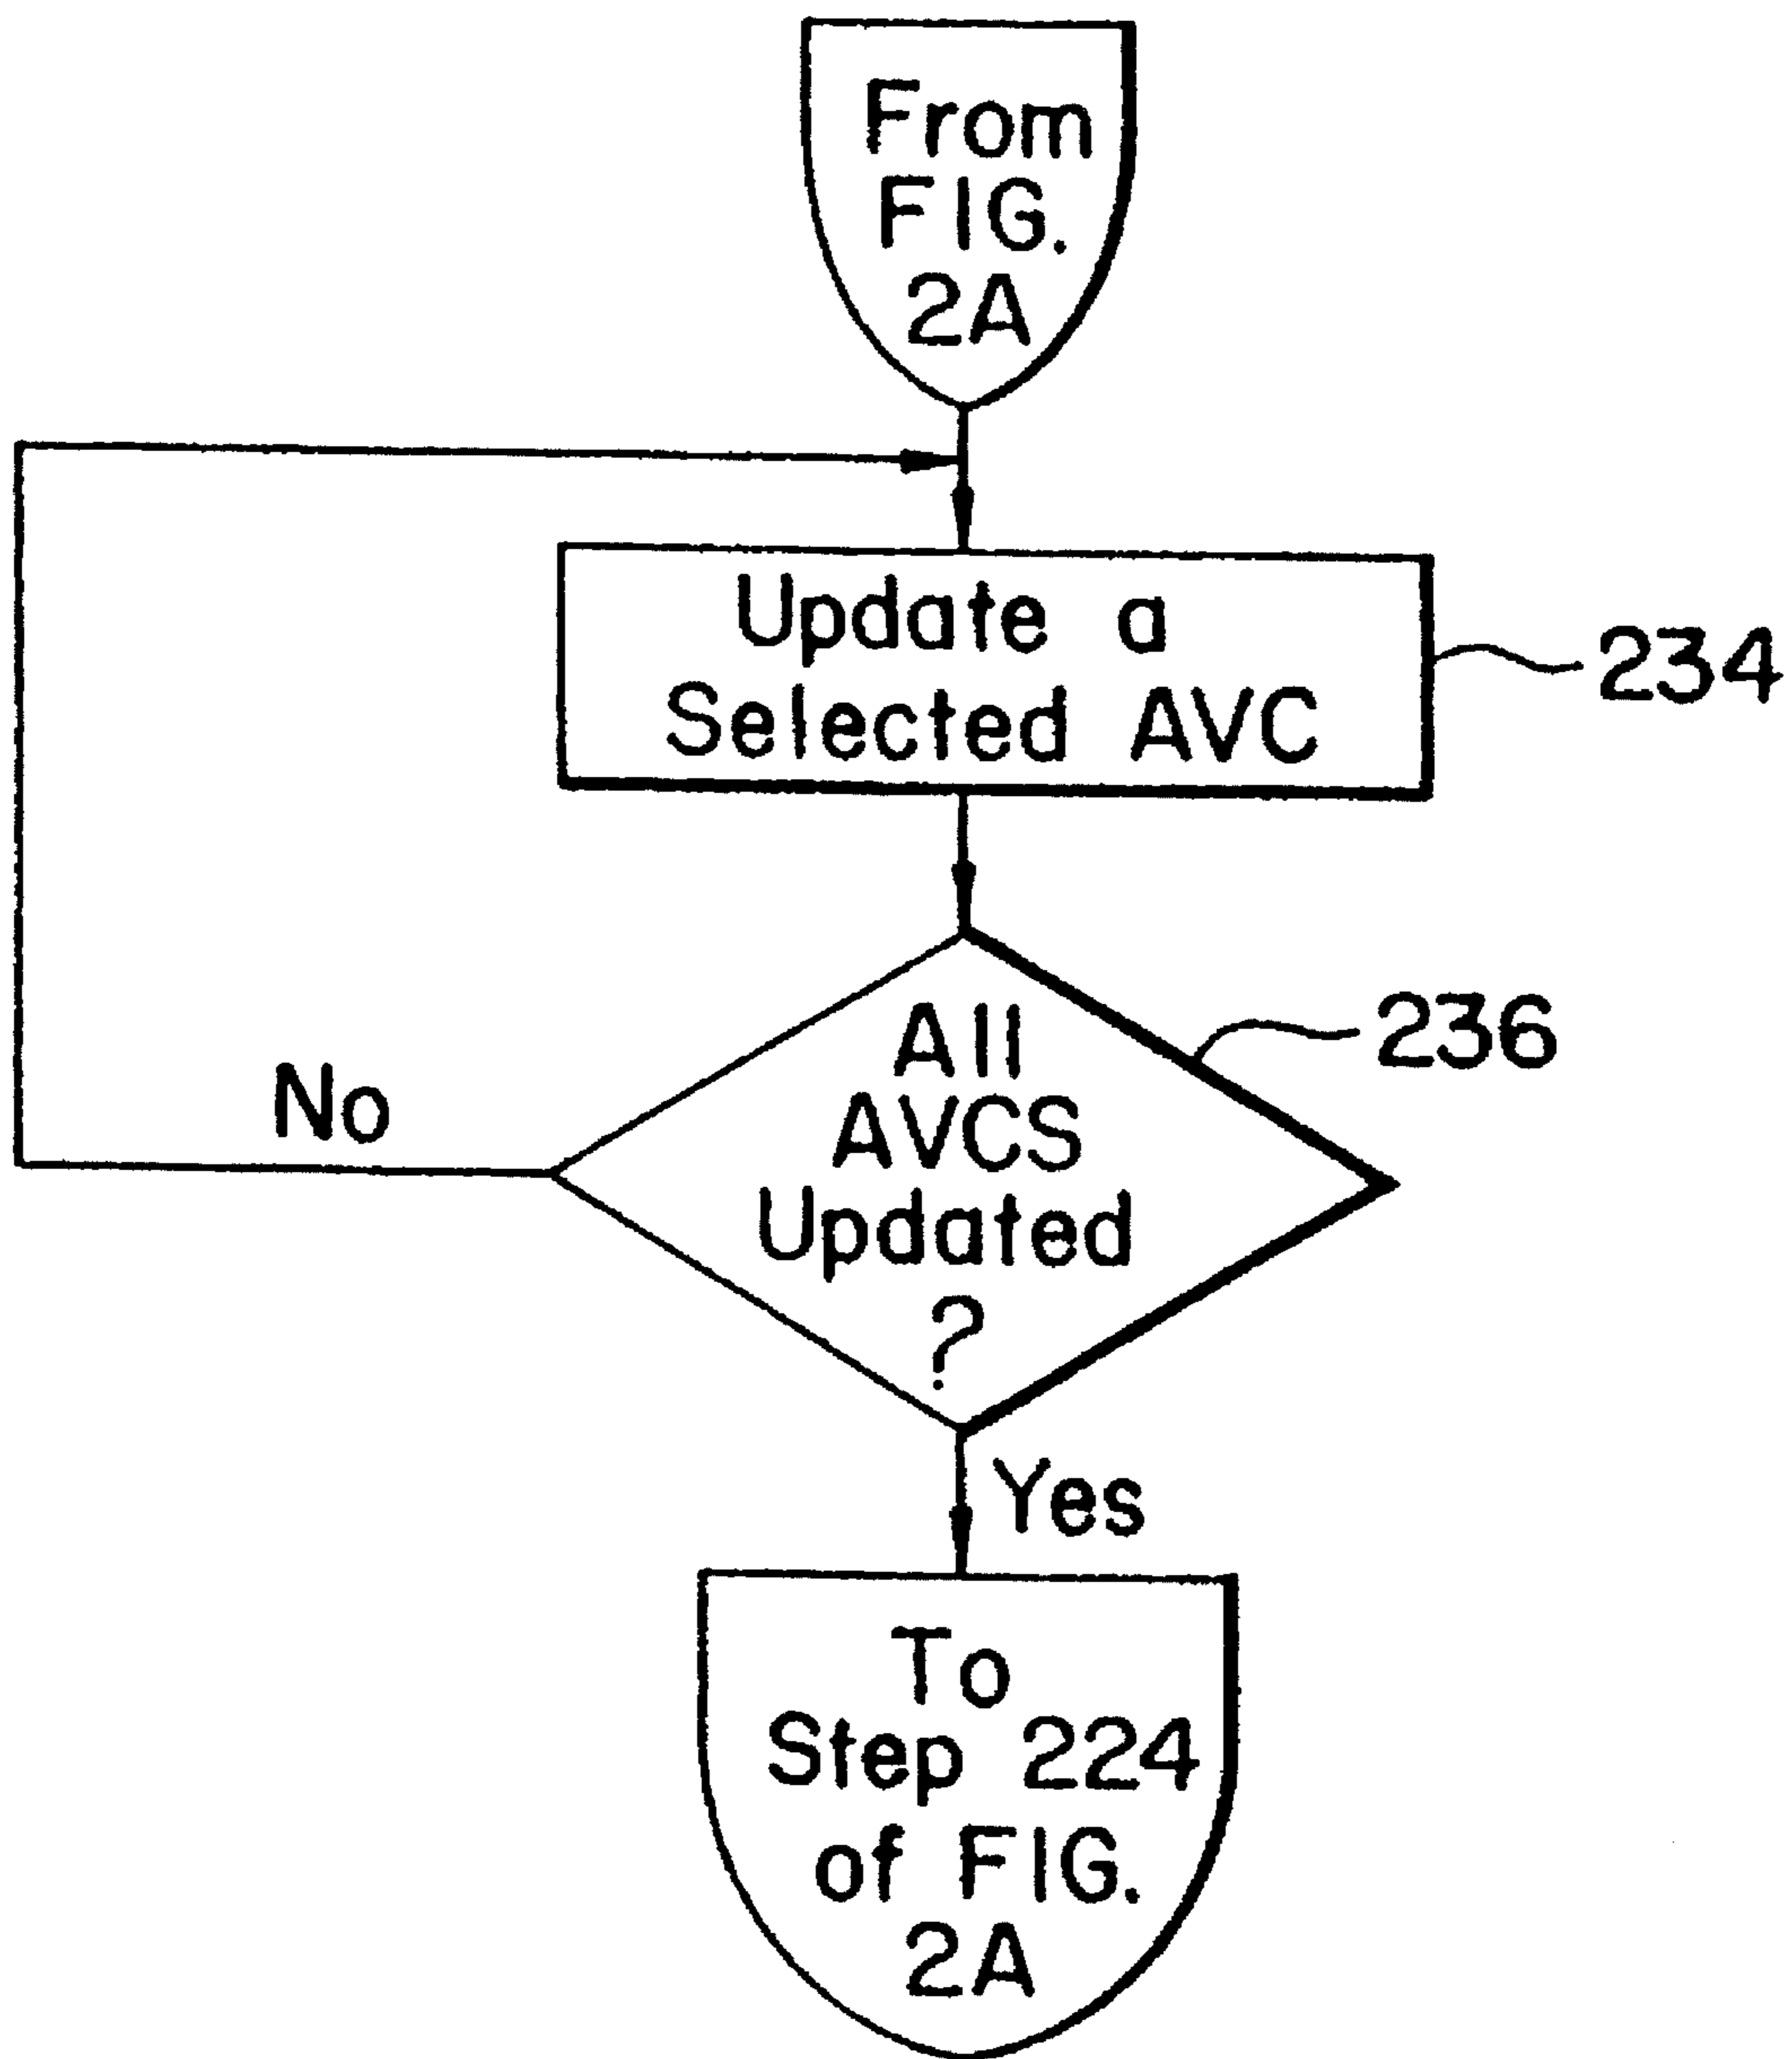 From
FIG.
2A
Update a
Selected AVC
234
All
AVCS
Updated
?
236
No
Yes
To
Step 224
of FIG.
2A